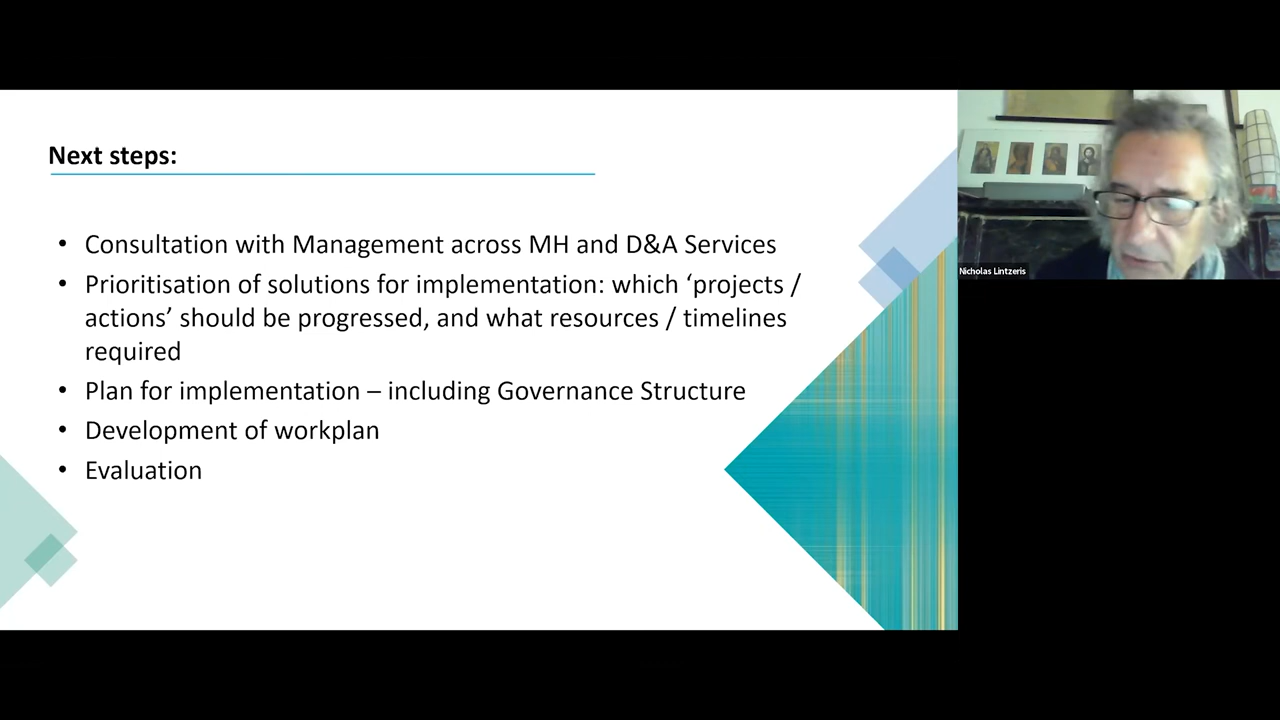 Next steps:
• Consultation with Management across MH and D&A Services
• Prioritisation of solutions for implementation: which ‘projects /
actions’ should be progressed, and what resources / timelines
required
• Plan for implementation – including Governance Structure
• Development of workplan
• Evaluation
Nicholas Lintzeris